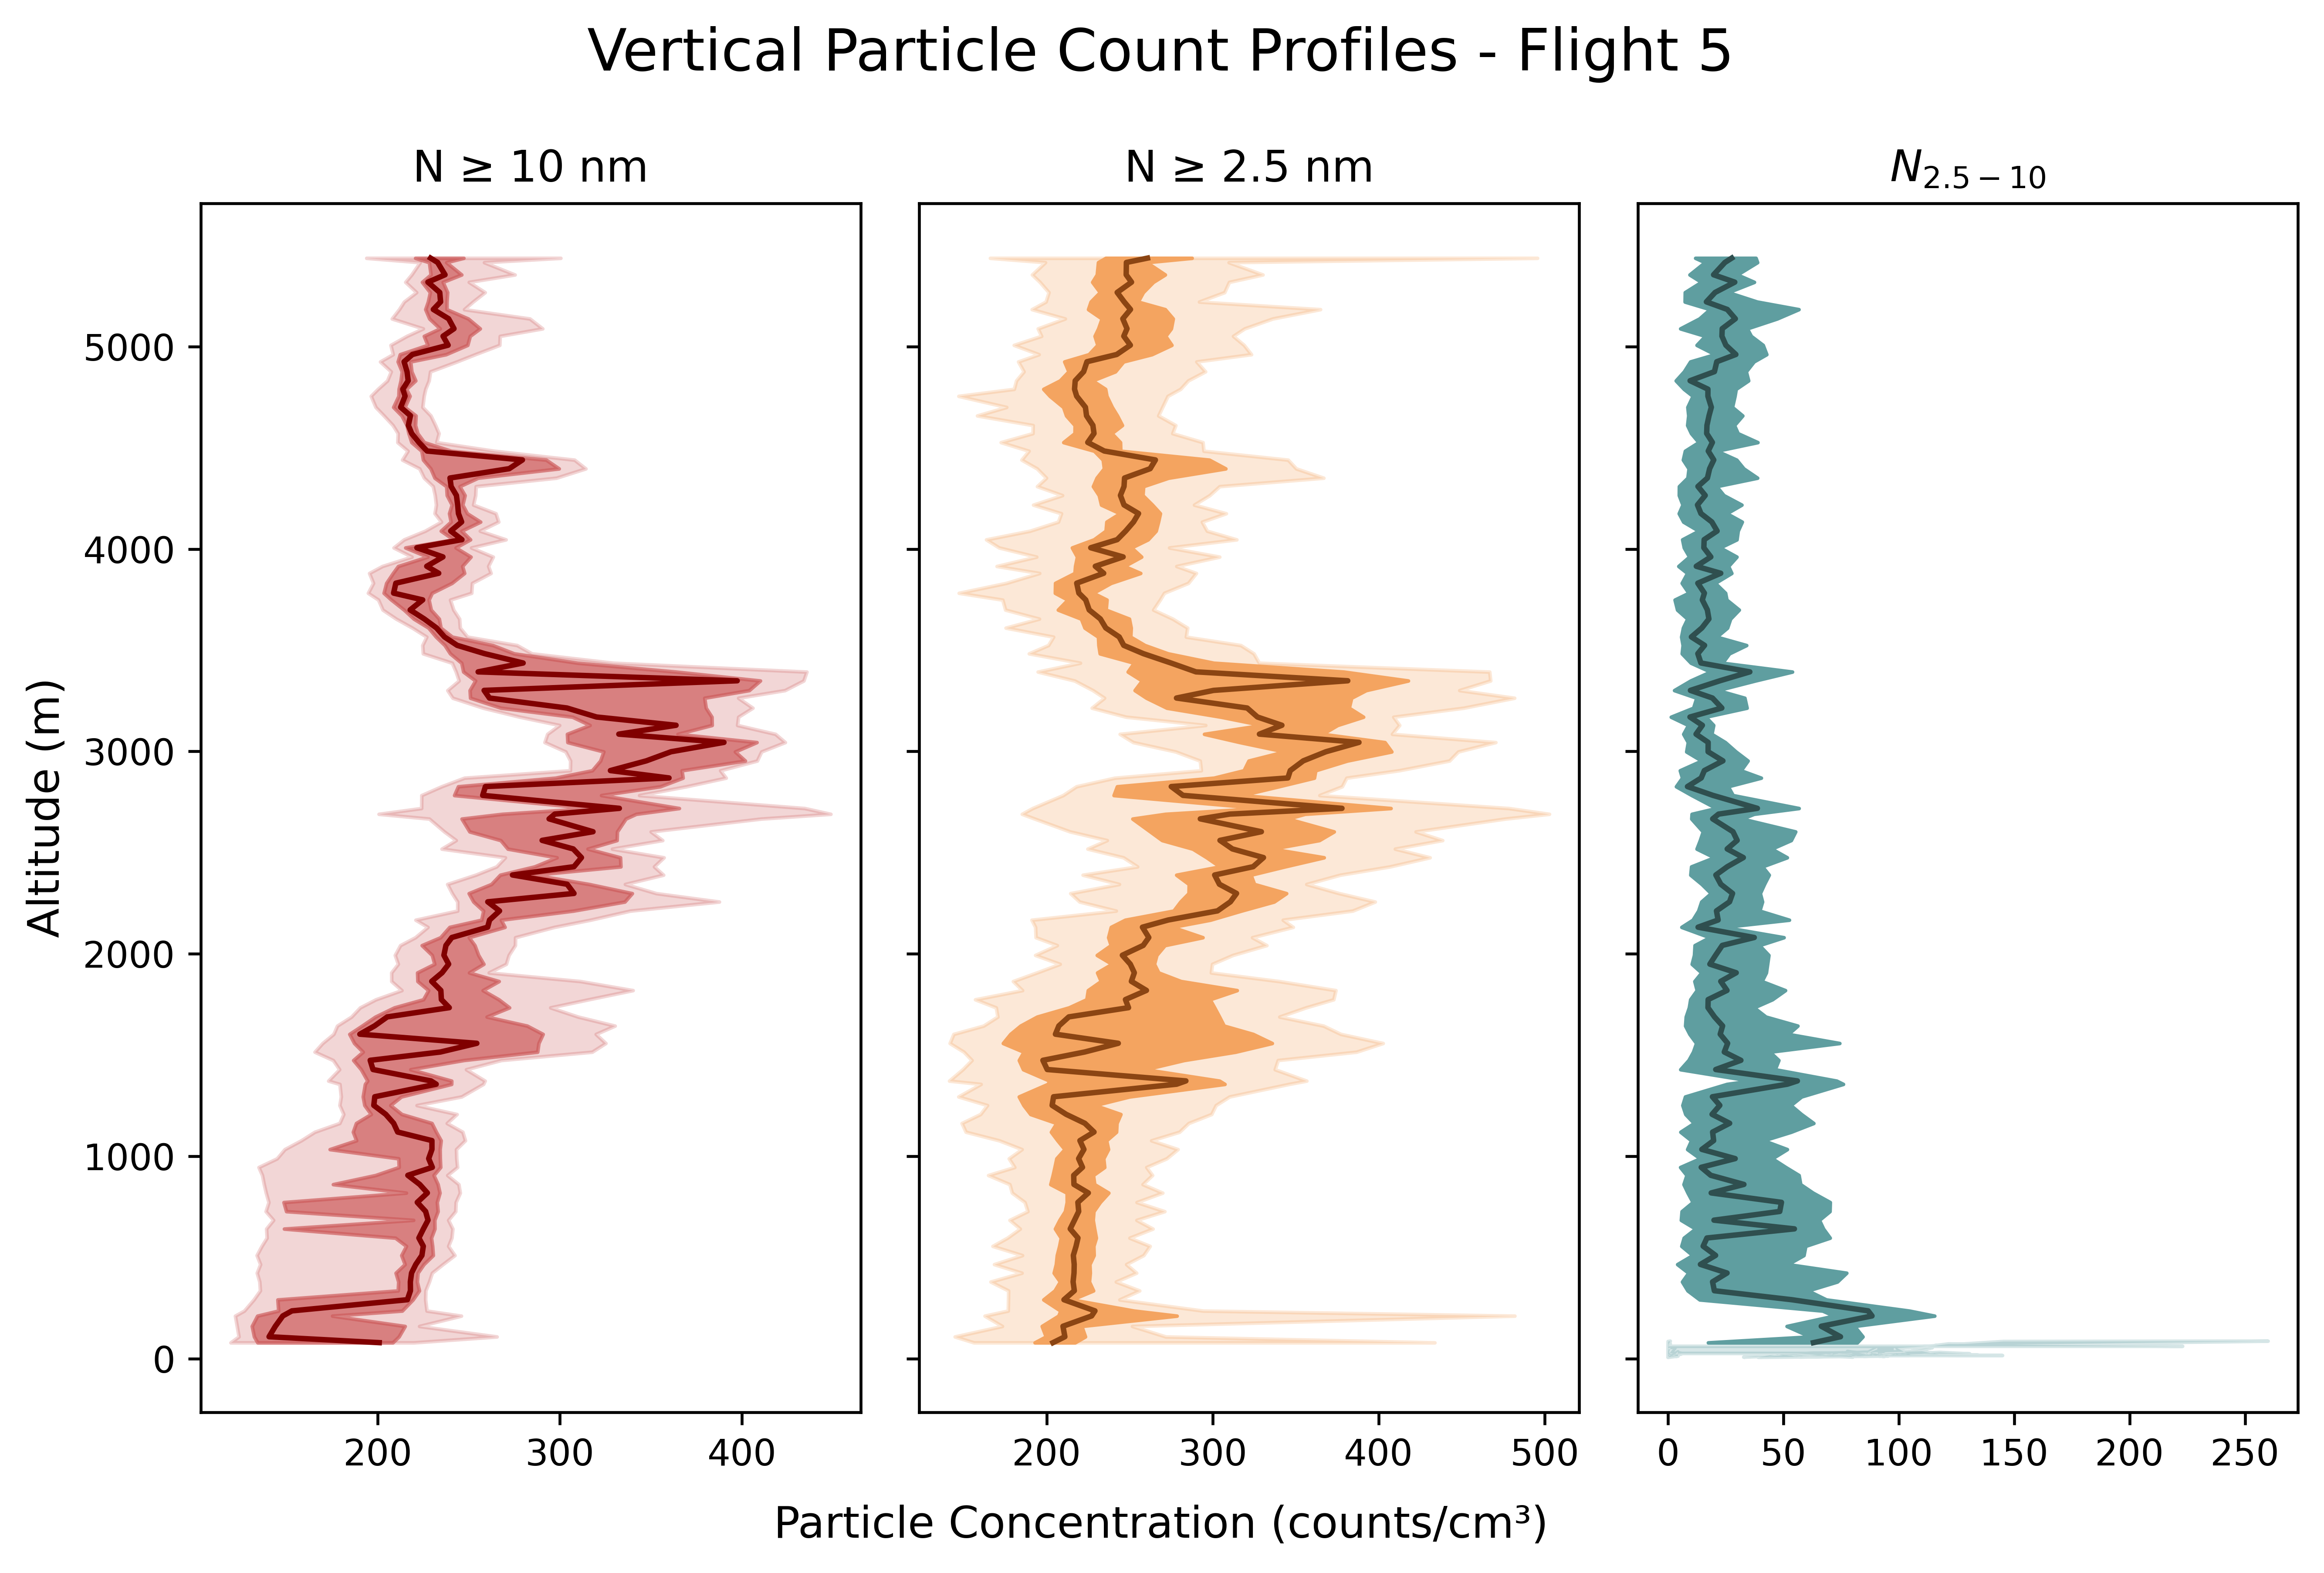 Vertical Particle Count Profiles - Flight 5
N ≥ 10 nm
N ≥ 2.5 nm
N₂.₅₋₁₀
Altitude (m)
5000
4000
3000
2000
1000
0
200 300 400
200 300 400 500
0 50 100 150 200 250
Particle Concentration (counts/cm³)